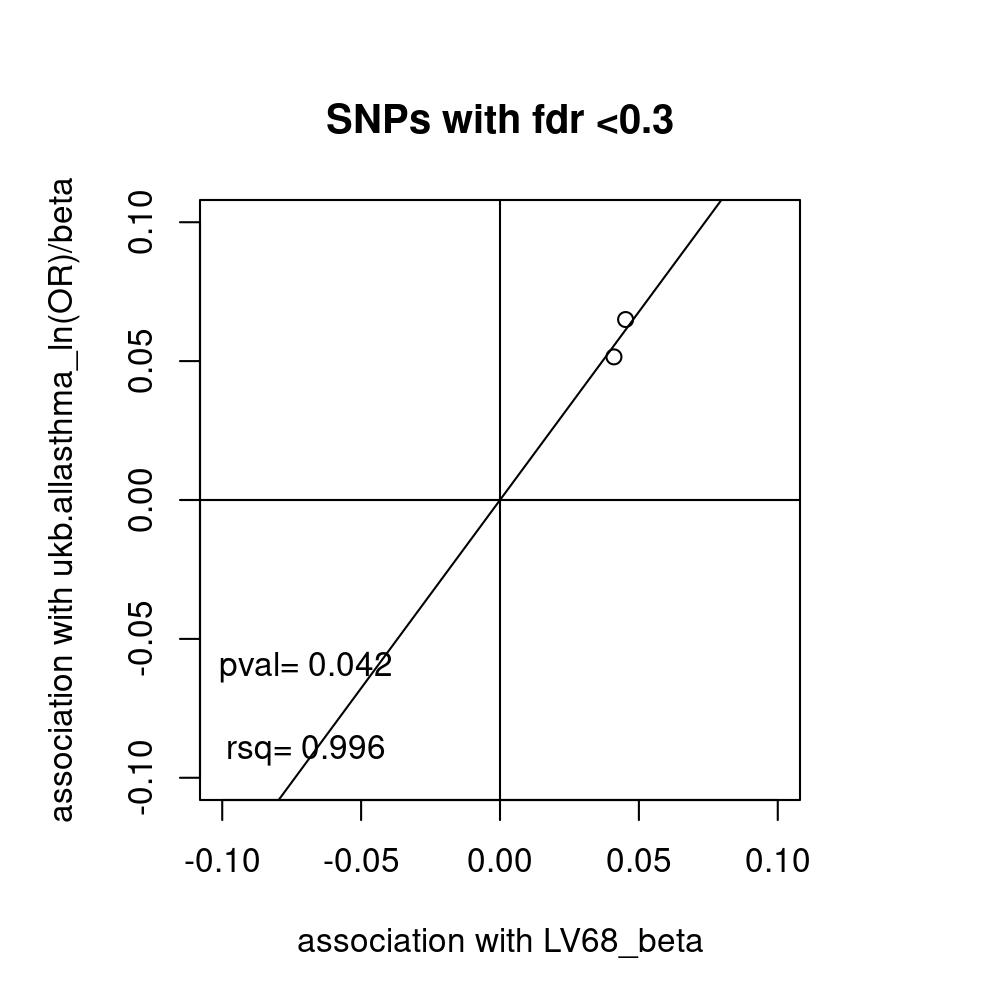 SNPs with fdr <0.3
association with ukb.allasthma_ln(OR)/beta
0.10
0.05
0.00
-0.05
-0.10
pval= 0.042
rsq= 0.996
-0.10 -0.05 0.00 0.05 0.10
association with LV68_beta